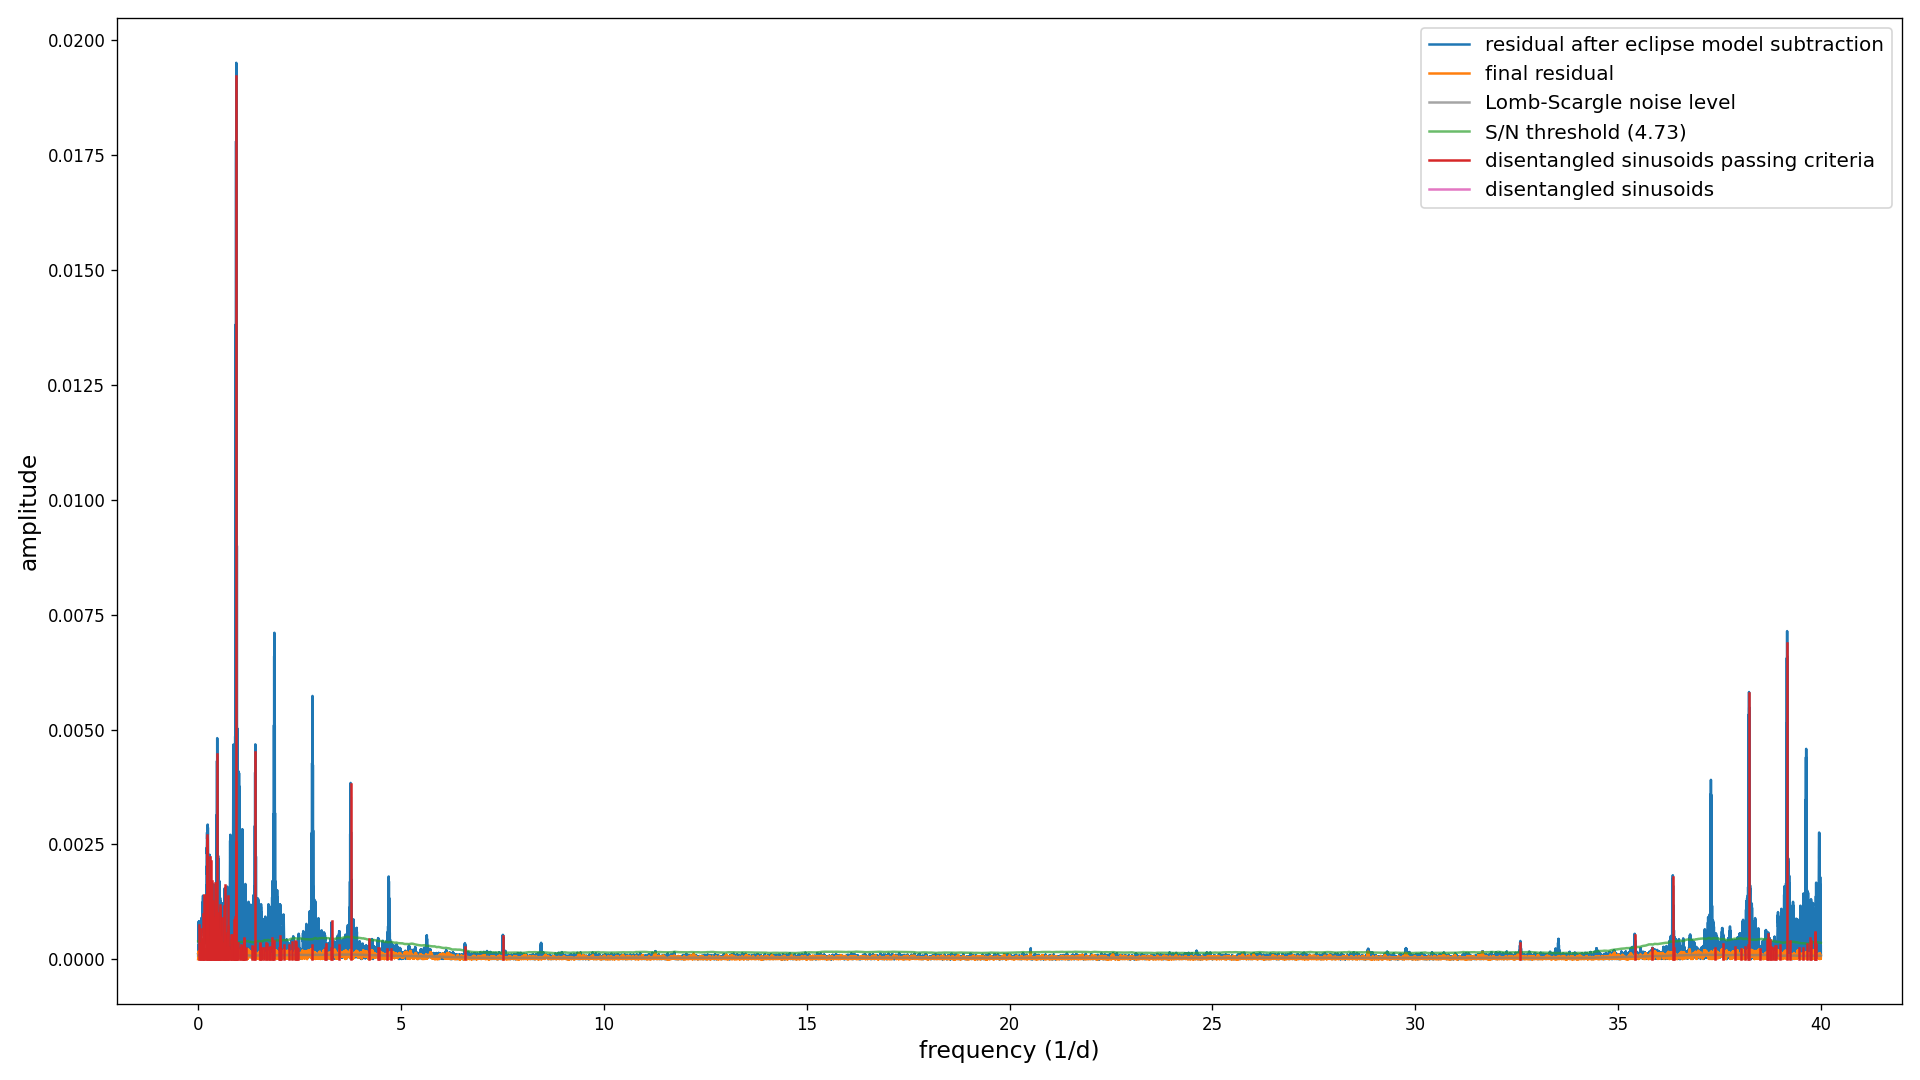 residual after eclipse model subtraction
final residual
Lomb-Scargle noise level
S/N threshold (4.73)
disentangled sinusoids passing criteria
disentangled sinusoids
0.0200
0.0175
0.0150
0.0125
0.0100
0.0075
0.0050
0.0025
0.0000
amplitude
0 5 10 15 20 25 30 35 40
frequency (1/d)